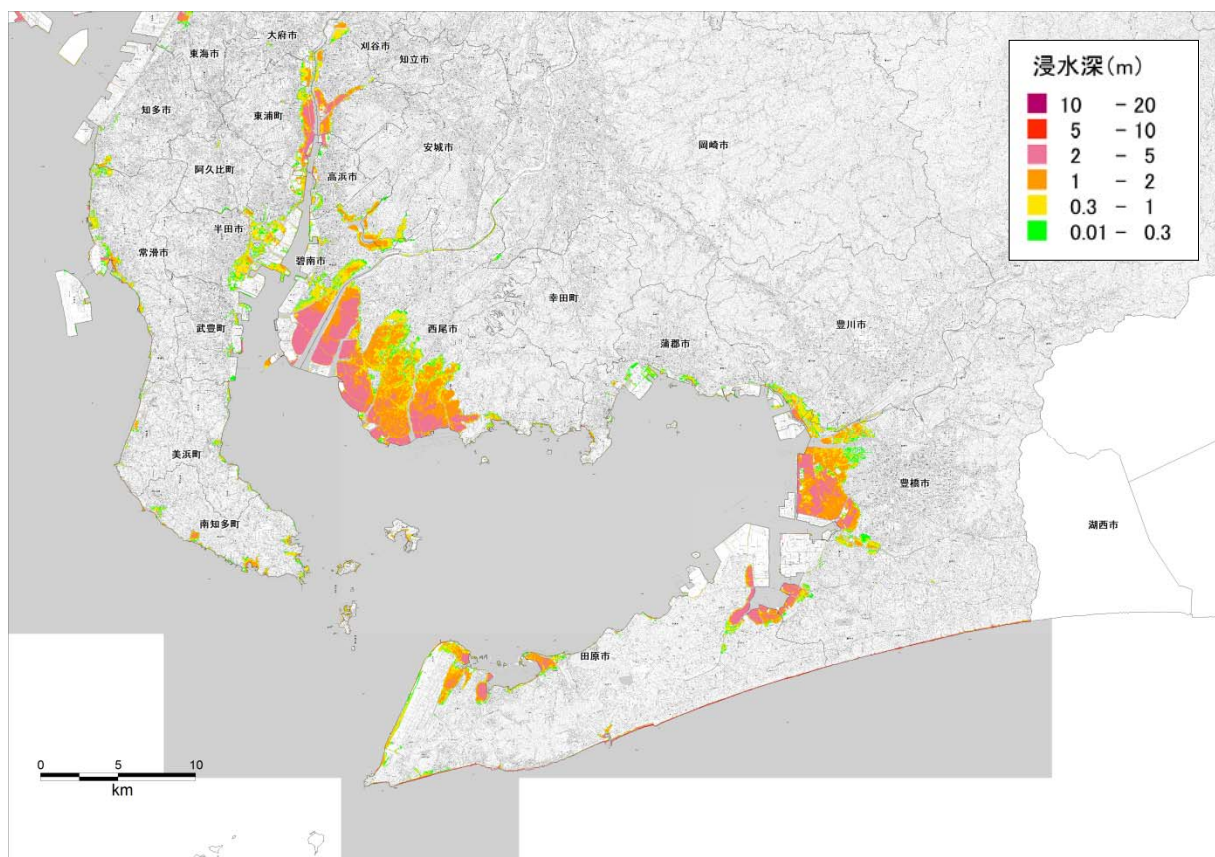 大府市
刈谷市
東海市
知立市
知多市
東浦町
安城市
岡崎市
阿久比町
高浜市
半田市
常滑市
碧南市
幸田町
武豊町
西尾市
豊川市
蒲郡市
美浜町
豊橋市
南知多町
湖西市
田原市
浸水深(m)
10 - 20
5 - 10
2 - 5
1 - 2
0.3 - 1
0.01 - 0.3
0 5 10
km